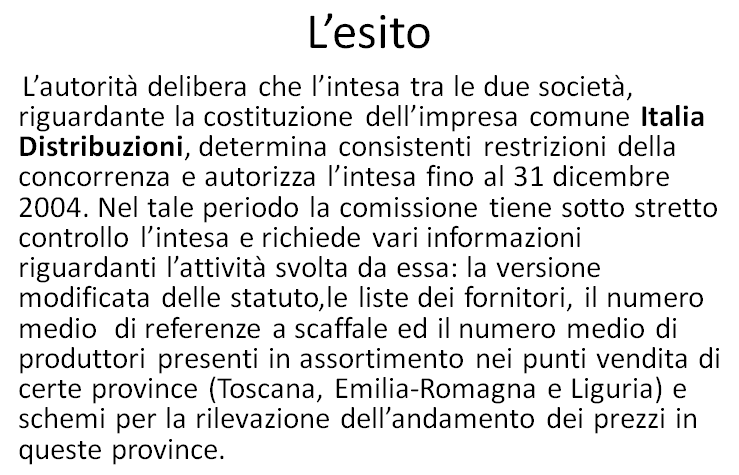 L’esito
L’autorità delibera che l’intesa tra le due società,
riguardante la costituzione dell’impresa comune Italia
Distribuzioni, determina consistenti restrizioni della
concorrenza e autorizza l’intesa fino al 31 dicembre
2004. Nel tale periodo la comissione tiene sotto stretto
controllo l’intesa e richiede vari informazioni
riguardanti l’attività svolta da essa: la versione
modificata delle statuto,le liste dei fornitori, il numero
medio  di referenze a scaffale ed il numero medio di
produttori presenti in assortimento nei punti vendita di
certe province (Toscana, Emilia-Romagna e Liguria) e
schemi per la rilevazione dell’andamento dei prezzi in
queste province.